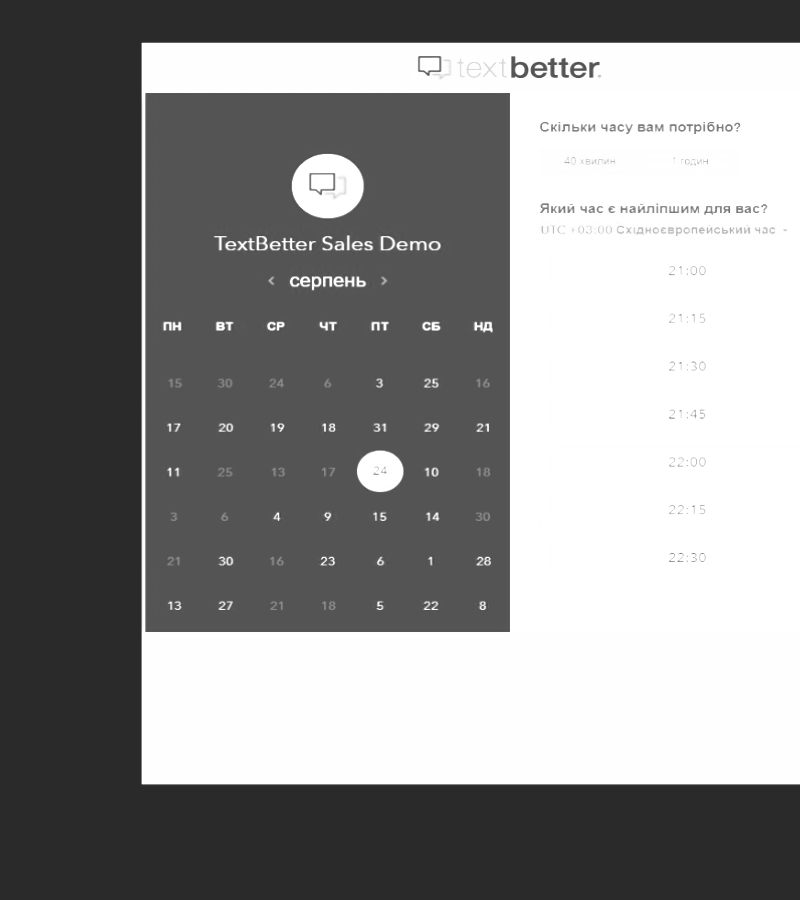 textbetter.
TextBetter Sales Demo
‹ серпень ›
ПН ВТ СР ЧТ ПТ СБ НД
15 30 24 6 3 25 16
17 20 19 18 31 29 21
11 25 13 17 24 10 18
3 6 4 9 15 14 30
21 30 16 23 6 1 28
13 27 21 18 5 22 8
Скільки часу вам потрібно?
40 хвилин 1 годин
Який час є найліпшим для вас?
UTC +03:00 Східноєвропейський час
21:00
21:15
21:30
21:45
22:00
22:15
22:30